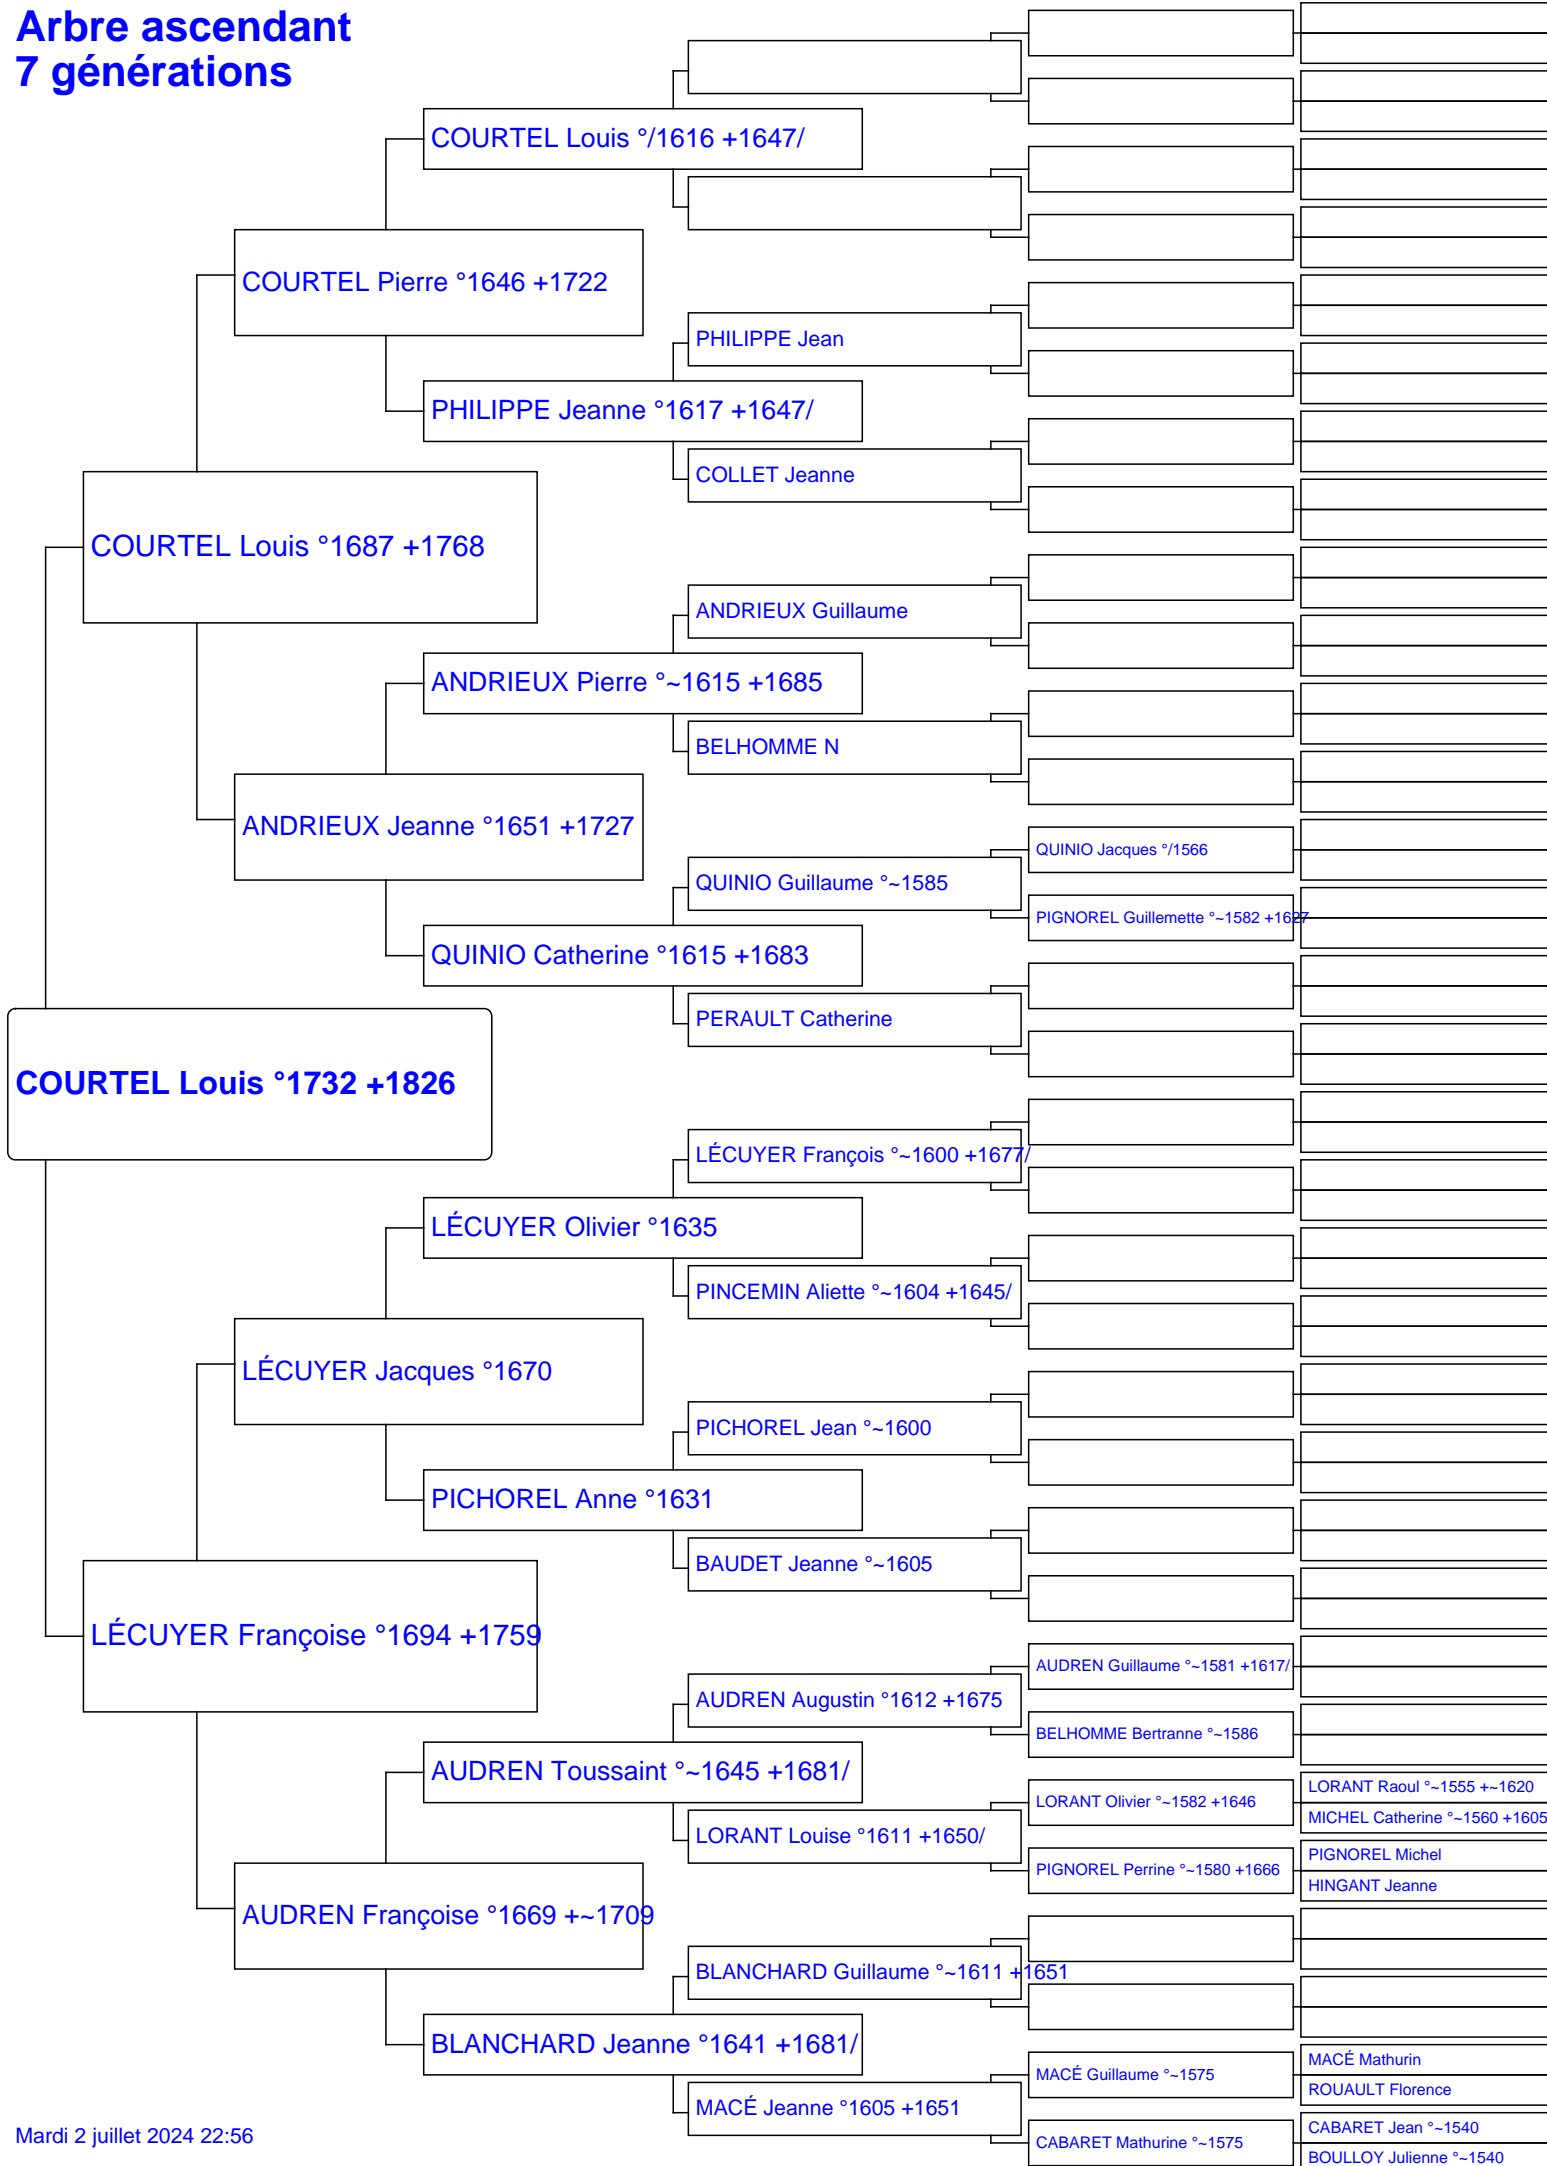 Arbre ascendant
7 générations
COURTEL Louis °/1616 +1647/
COURTEL Pierre °1646 +1722
PHILIPPE Jean
PHILIPPE Jeanne °1617 +1647/
COLLET Jeanne
COURTEL Louis °1687 +1768
ANDRIEUX Guillaume
ANDRIEUX Pierre °~1615 +1685
BELHOMME N
ANDRIEUX Jeanne °1651 +1727
QUINIO Jacques °/1566
QUINIO Guillaume °~1585
PIGNOREL Guillemette °~1582 +1627
QUINIO Catherine °1615 +1683
PERAULT Catherine
COURTEL Louis °1732 +1826
LÉCUYER François °~1600 +1677/
LÉCUYER Olivier °1635
PINCEMIN Aliette °~1604 +1645/
LÉCUYER Jacques °1670
PICHOREL Jean °~1600
PICHOREL Anne °1631
BAUDET Jeanne °~1605
LÉCUYER Françoise °1694 +1759
AUDREN Guillaume °~1581 +1617/
AUDREN Augustin °1612 +1675
BELHOMME Bertranne °~1586
AUDREN Toussaint °~1645 +1681/
LORANT Raoul °~1555 +~1620
LORANT Olivier °~1582 +1646
MICHEL Catherine °~1560 +1605
LORANT Louise °1611 +1650/
PIGNOREL Michel
PIGNOREL Perrine °~1580 +1666
HINGANT Jeanne
AUDREN Françoise °1669 +~1709
BLANCHARD Guillaume °~1611 +1651
BLANCHARD Jeanne °1641 +1681/
MACÉ Mathurin
MACÉ Guillaume °~1575
ROUAULT Florence
MACÉ Jeanne °1605 +1651
CABARET Jean °~1540
CABARET Mathurine °~1575
BOULLOY Julienne °~1540
Mardi 2 juillet 2024 22:56